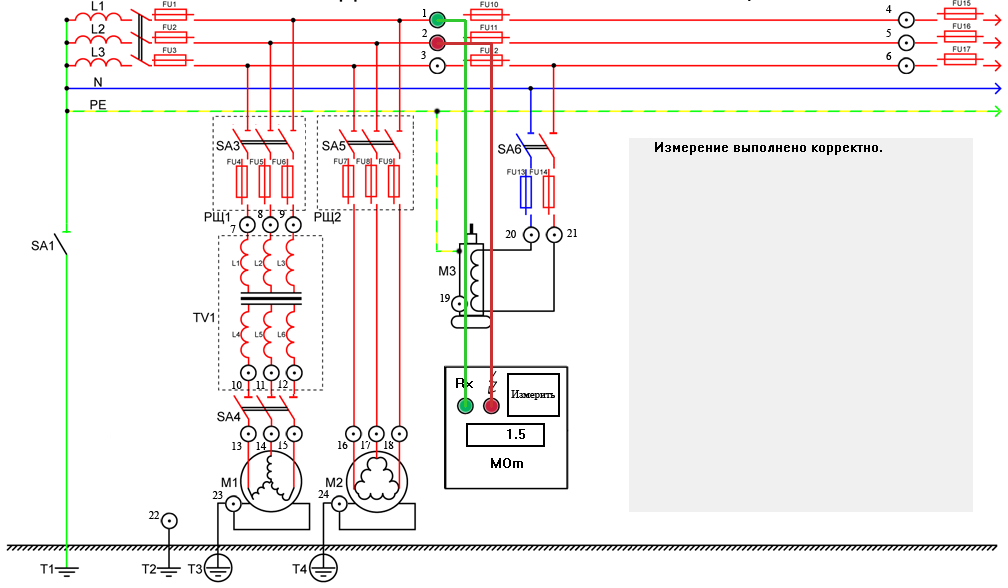 L1
FU1
1
FU10
4
FU15
L2
FU2
2
FU11
5
FU16
L3
FU3
3
6
FU17
N
PE
SA3
SA5
SA6
Измерение выполнено корректно.
FU4
FU5
FU6
FU7
FU8
FU9
FU13
FU14
РЩ1
РЩ2
7
8
9
20
21
SA1
L1
L2
L3
М3
19
TV1
L4
L5
L6
10
11
12
Rx
Измерить
SA4
1.5
13
14
15
16
17
18
МОm
M1
M2
23
24
22
T1
T2
T3
T4